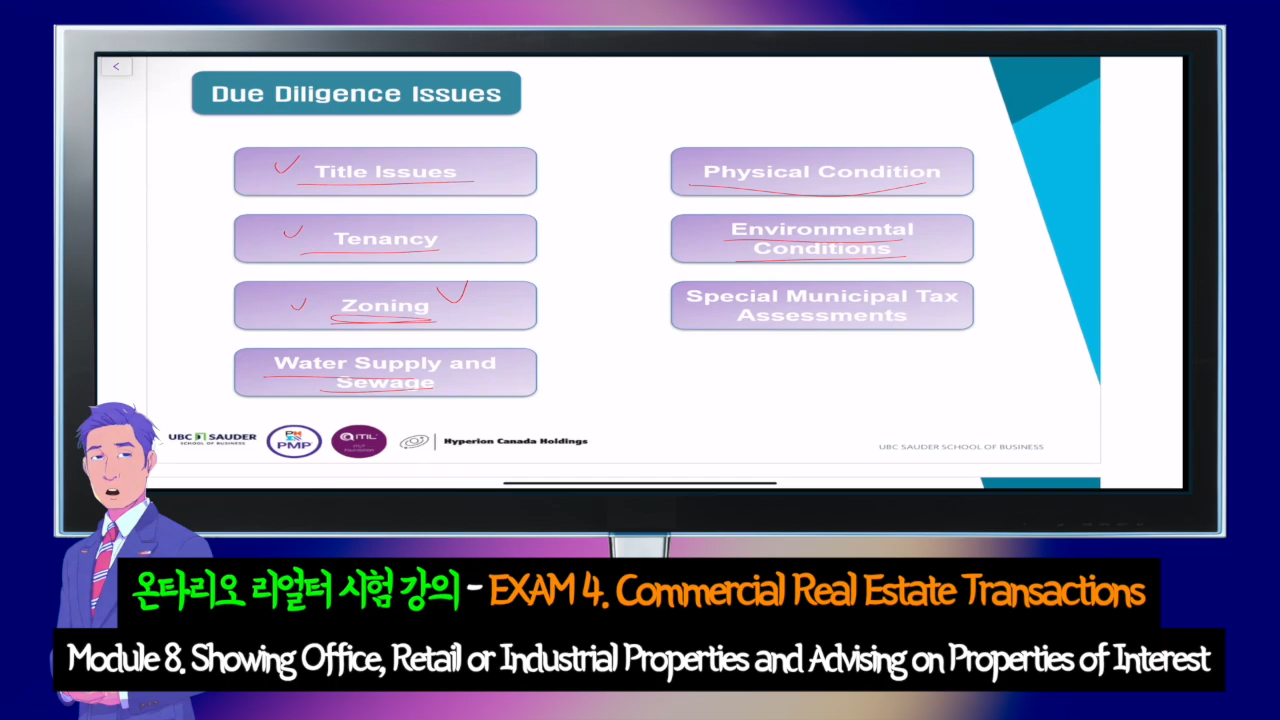 <
Due Diligence Issues
Title Issues
Tenancy
Zoning
Water Supply and
Sewage
Physical Condition
Environmental
Conditions
Special Municipal Tax
Assessments
UBC SAUDER
SCHOOL OF BUSINESS
PMP
ITIL
Hyperion Canada Holdings
UBC SAUDER SCHOOL OF BUSINESS
온타리오 리얼터 시험 강의 - EXAM 4. Commercial Real Estate Transactions
Module 8. Showing Office, Retail or Industrial Properties and Advising on Properties of Interest